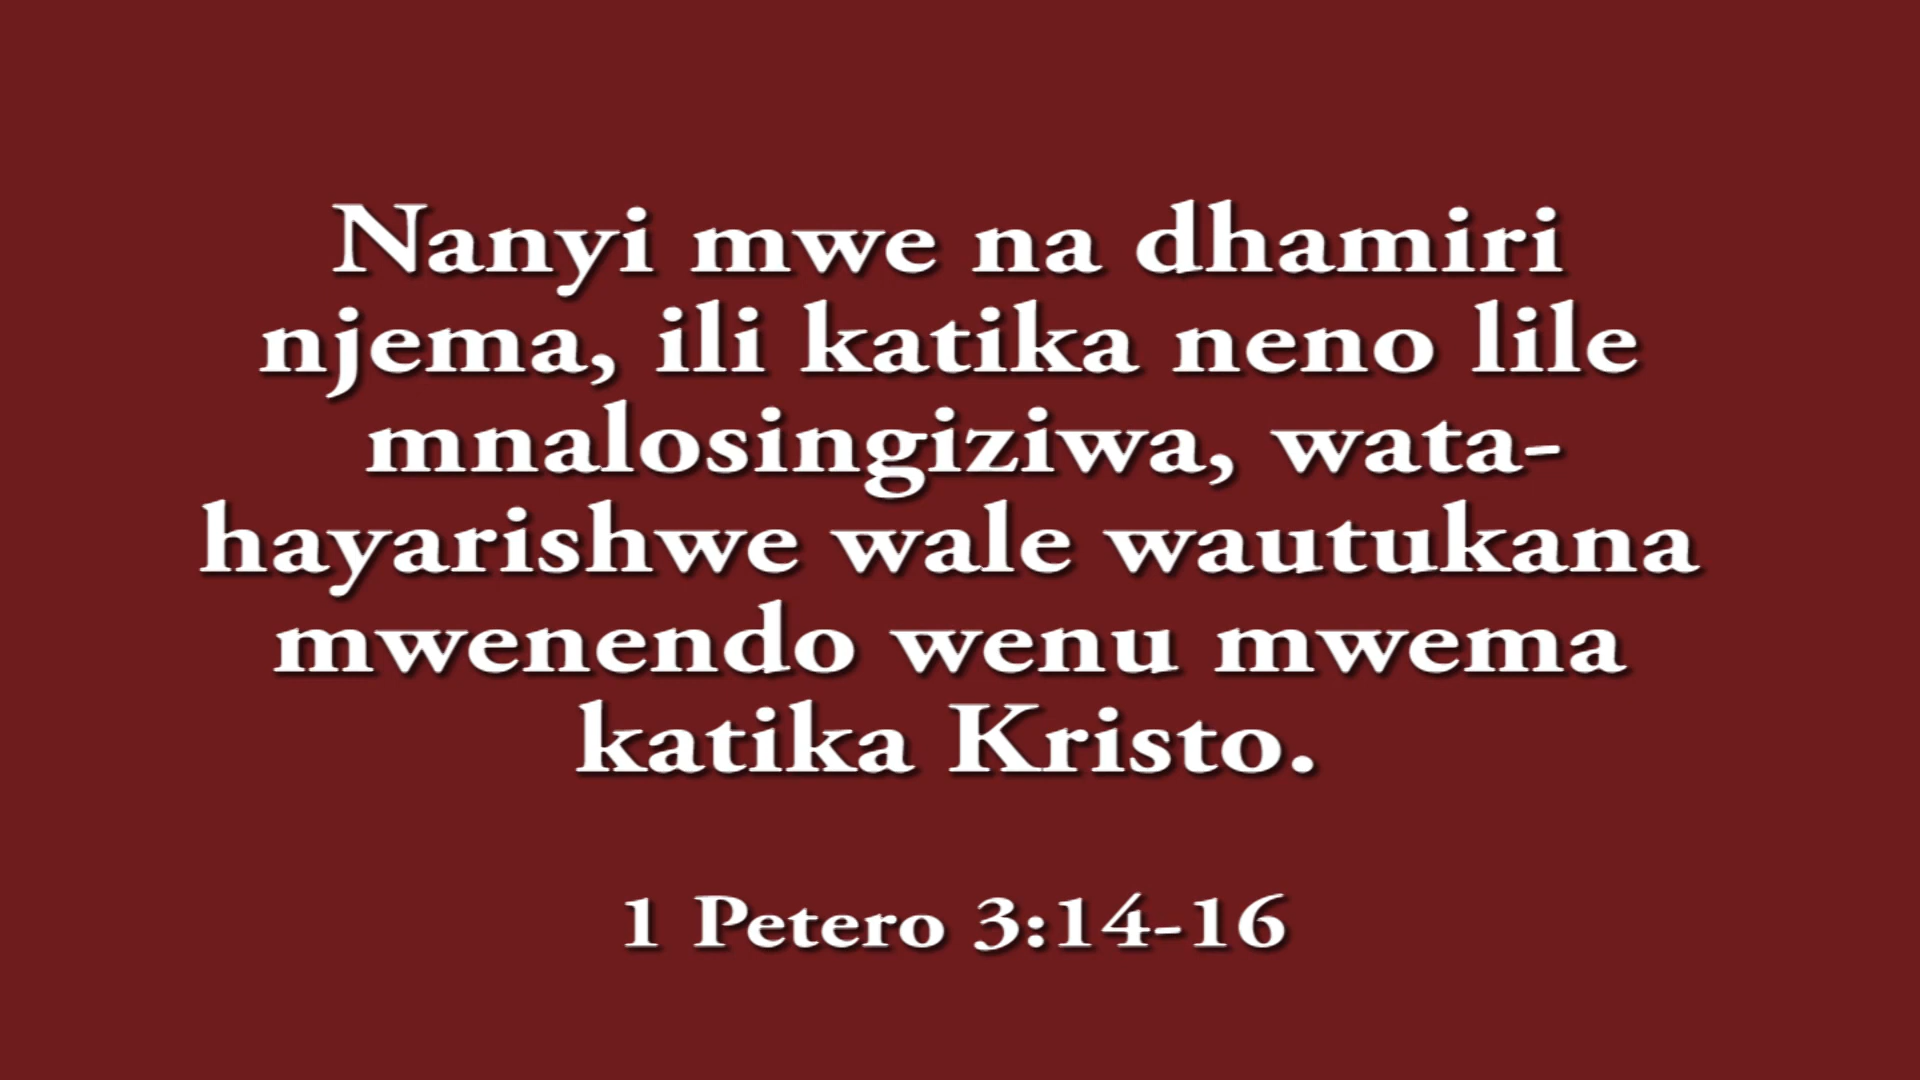 Nanyi mwe na dhamiri
njema, ili katika neno lile
mnalosingiziwa, wata-
hayarishwe wale wautukana
mwenendo wenu mwema
katika Kristo.
1 Petero 3:14-16